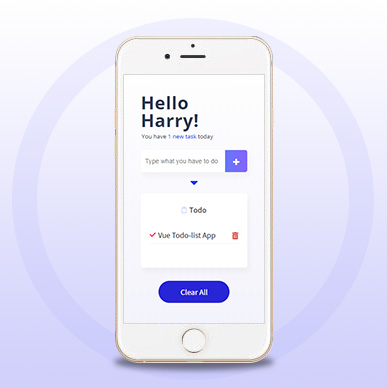 Hello
Harry!
You have 1 new task today
Type what you have to do
+
Todo
Vue Todo-list App
Clear All